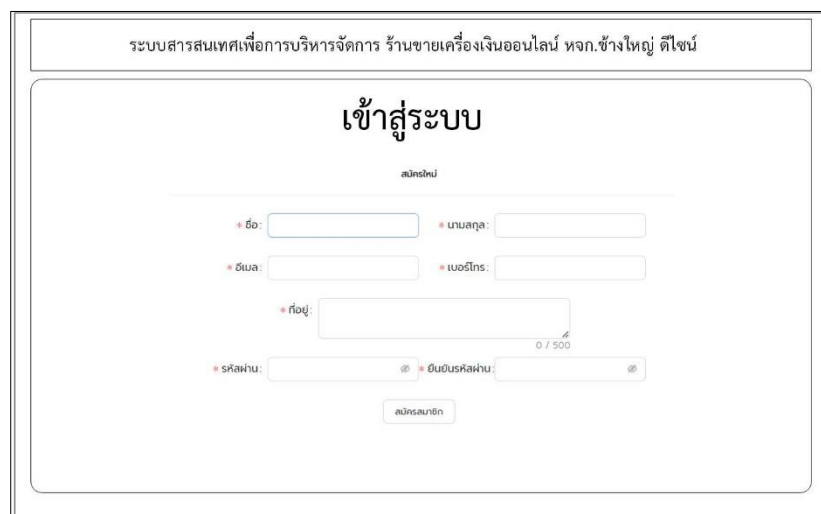 ระบบสารสนเทศเพื่อการบริหารจัดการ ร้านขายเครื่องเงินออนไลน์ หจก.ช้างใหญ่ ดีไซน์
เข้าสู่ระบบ
สมัครใหม่
* ชื่อ : * นามสกุล :
* อีเมล : * เบอร์โทร :
* ที่อยู่ :
0 / 500
* รหัสผ่าน : * ยืนยันรหัสผ่าน :
สมัครสมาชิก